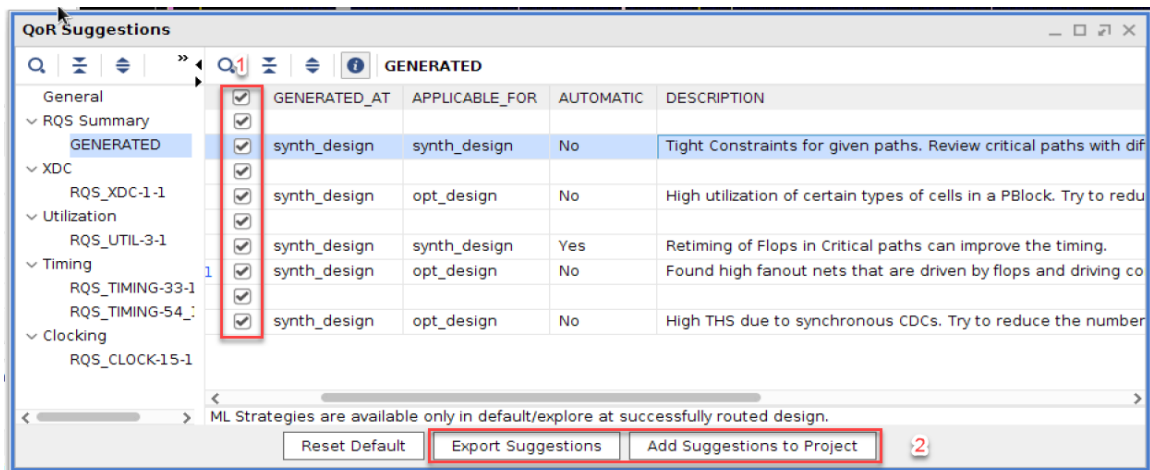 QoR Suggestions
»
1
GENERATED
General
RQS Summary
GENERATED
XDC
RQS_XDC-1-1
Utilization
RQS_UTIL-3-1
Timing
RQS_TIMING-33-1
RQS_TIMING-54_
Clocking
RQS_CLOCK-15-1
GENERATED_AT APPLICABLE_FOR AUTOMATIC DESCRIPTION
synth_design synth_design No Tight Constraints for given paths. Review critical paths with dif
synth_design opt_design No High utilization of certain types of cells in a PBlock. Try to redu
synth_design synth_design Yes Retiming of Flops in Critical paths can improve the timing.
1 synth_design opt_design No Found high fanout nets that are driven by flops and driving co
synth_design opt_design No High THS due to synchronous CDCs. Try to reduce the number
ML Strategies are available only in default/explore at successfully routed design.
Reset Default Export Suggestions Add Suggestions to Project 2